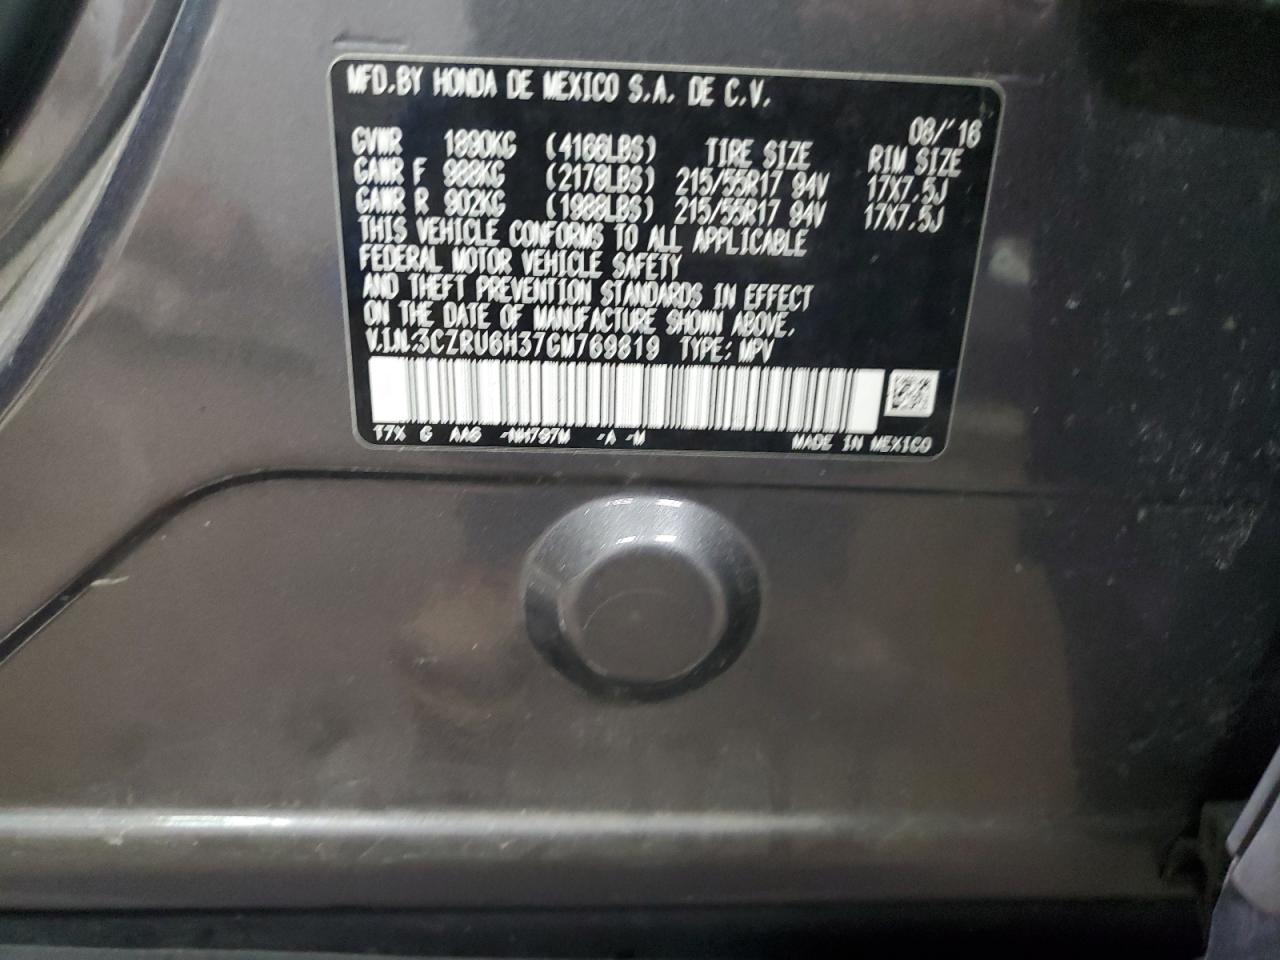 MFD.BY HONDA DE MEXICO S.A. DE C.V.
08/'16
GVWR 1890KG (4166LBS) TIRE SIZE RIM SIZE
GAWR F 988KG (2178LBS) 215/55R17 94V 17X7.5J
GAWR R 902KG (1988LBS) 215/55R17 94V 17X7.5J
THIS VEHICLE CONFORMS TO ALL APPLICABLE
FEDERAL MOTOR VEHICLE SAFETY
AND THEFT PREVENTION STANDARDS IN EFFECT
ON THE DATE OF MANUFACTURE SHOWN ABOVE.
V.I.N:3CZRU6H37GM769819 TYPE: MPV
T7X G AA6 -NH797M -A -M MADE IN MEXICO